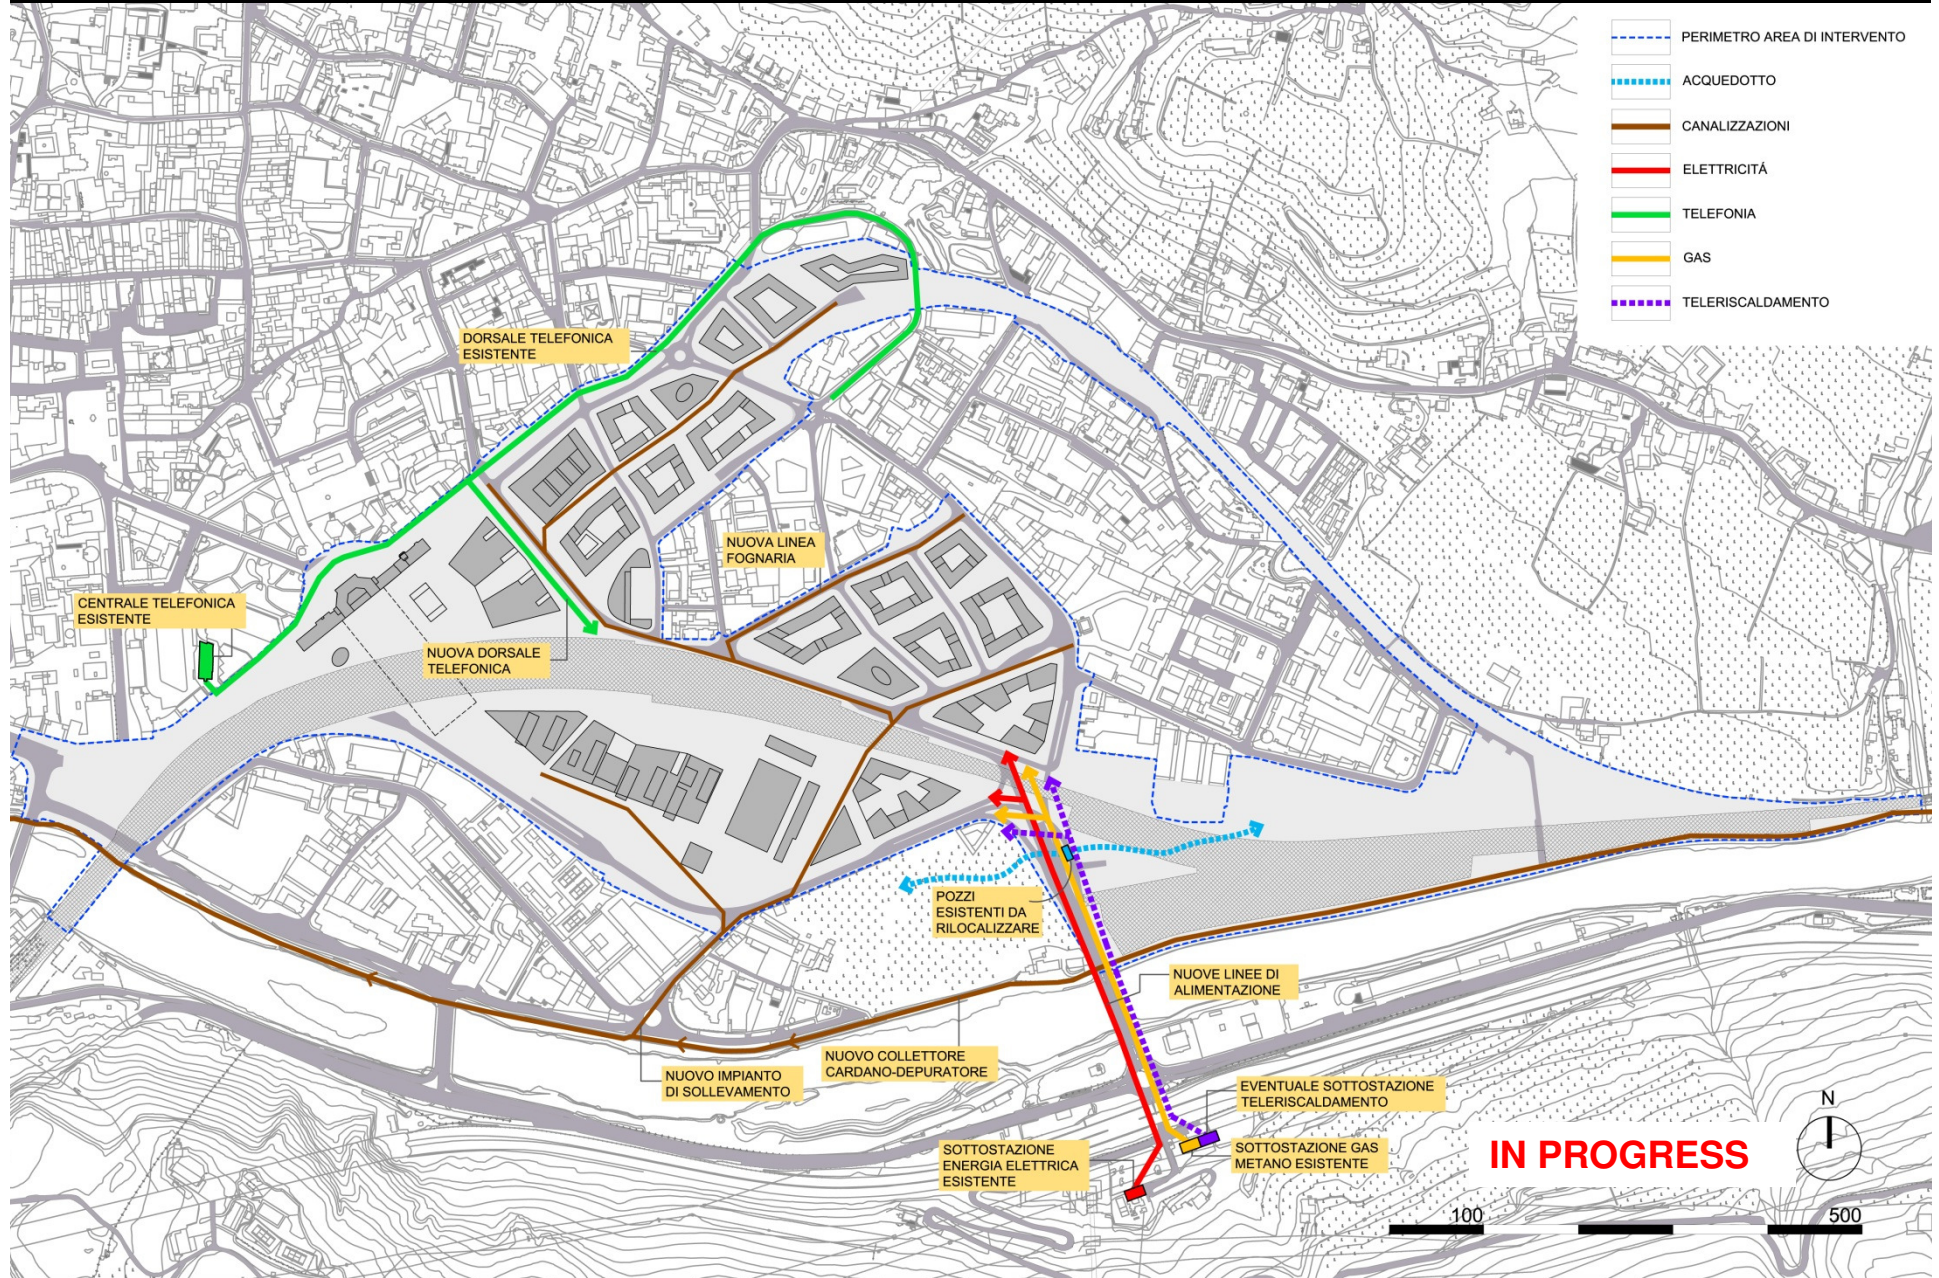 PERIMETRO AREA DI INTERVENTO
ACQUEDOTTO
CANALIZZAZIONI
ELETTRICITÁ
TELEFONIA
GAS
TELERISCALDAMENTO
DORSALE TELEFONICA
ESISTENTE
NUOVA LINEA
FOGNARIA
CENTRALE TELEFONICA
ESISTENTE
NUOVA DORSALE
TELEFONICA
POZZI
ESISTENTI DA
RILOCALIZZARE
NUOVE LINEE DI
ALIMENTAZIONE
NUOVO COLLETTORE
CARDANO-DEPURATORE
NUOVO IMPIANTO
DI SOLLEVAMENTO
EVENTUALE SOTTOSTAZIONE
TELERISCALDAMENTO
SOTTOSTAZIONE
ENERGIA ELETTRICA
ESISTENTE
SOTTOSTAZIONE GAS
METANO ESISTENTE
IN PROGRESS
N
100
500